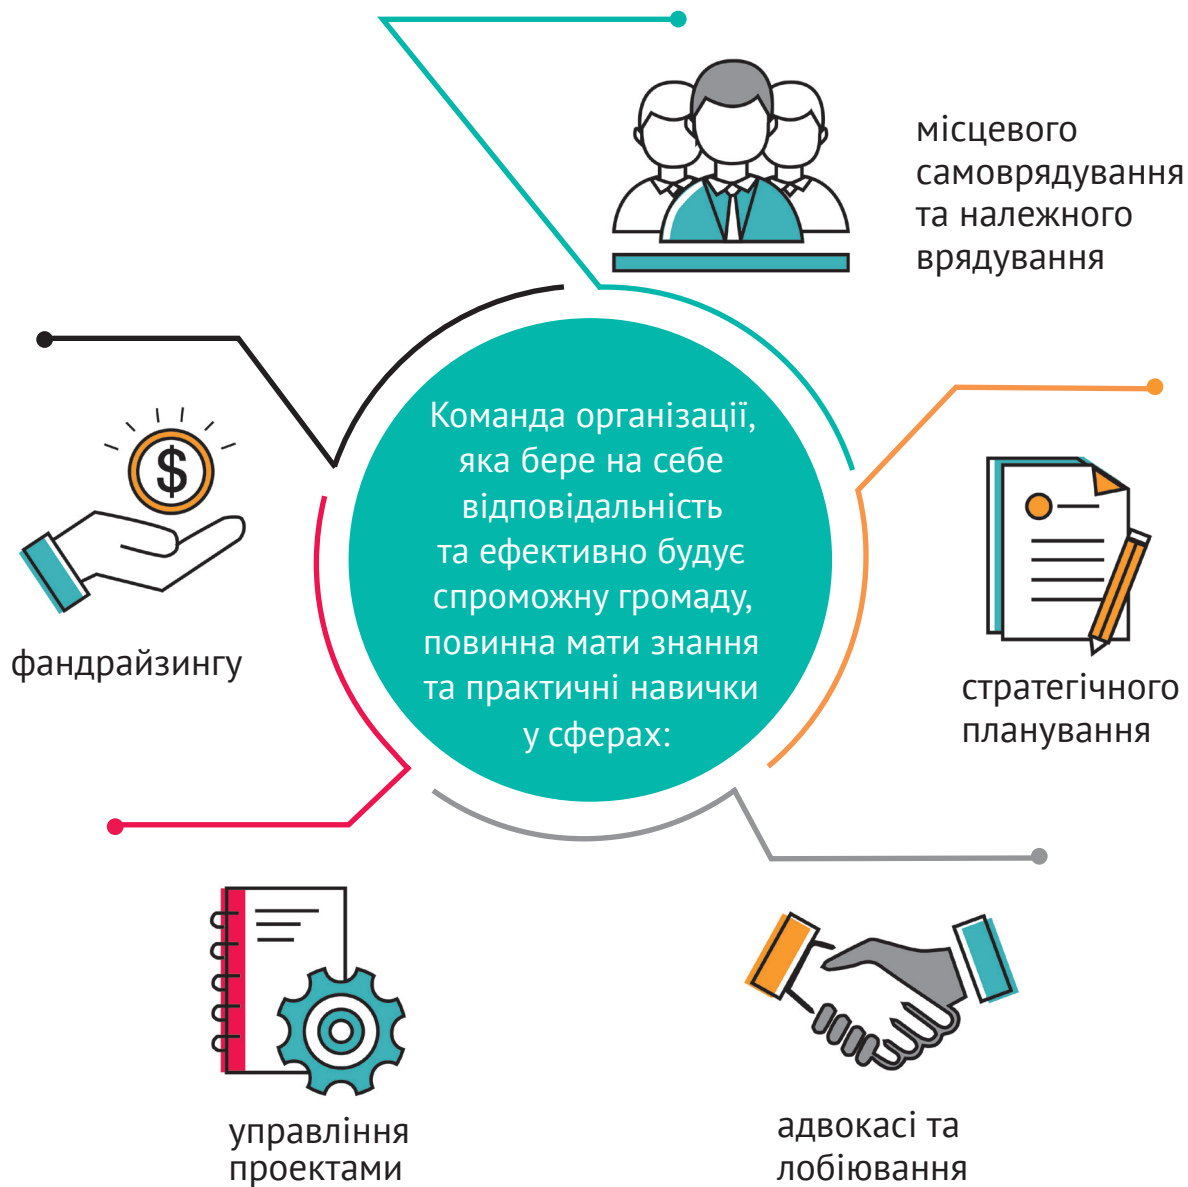 Команда організації,
яка бере на себе
відповідальність
та ефективно будує
спроможну громаду,
повинна мати знання
та практичні навички
у сферах:
місцевого
самоврядування
та належного
врядування
стратегічного
планування
адвокасі та
лобіювання
управління
проектами
фандрайзингу
$